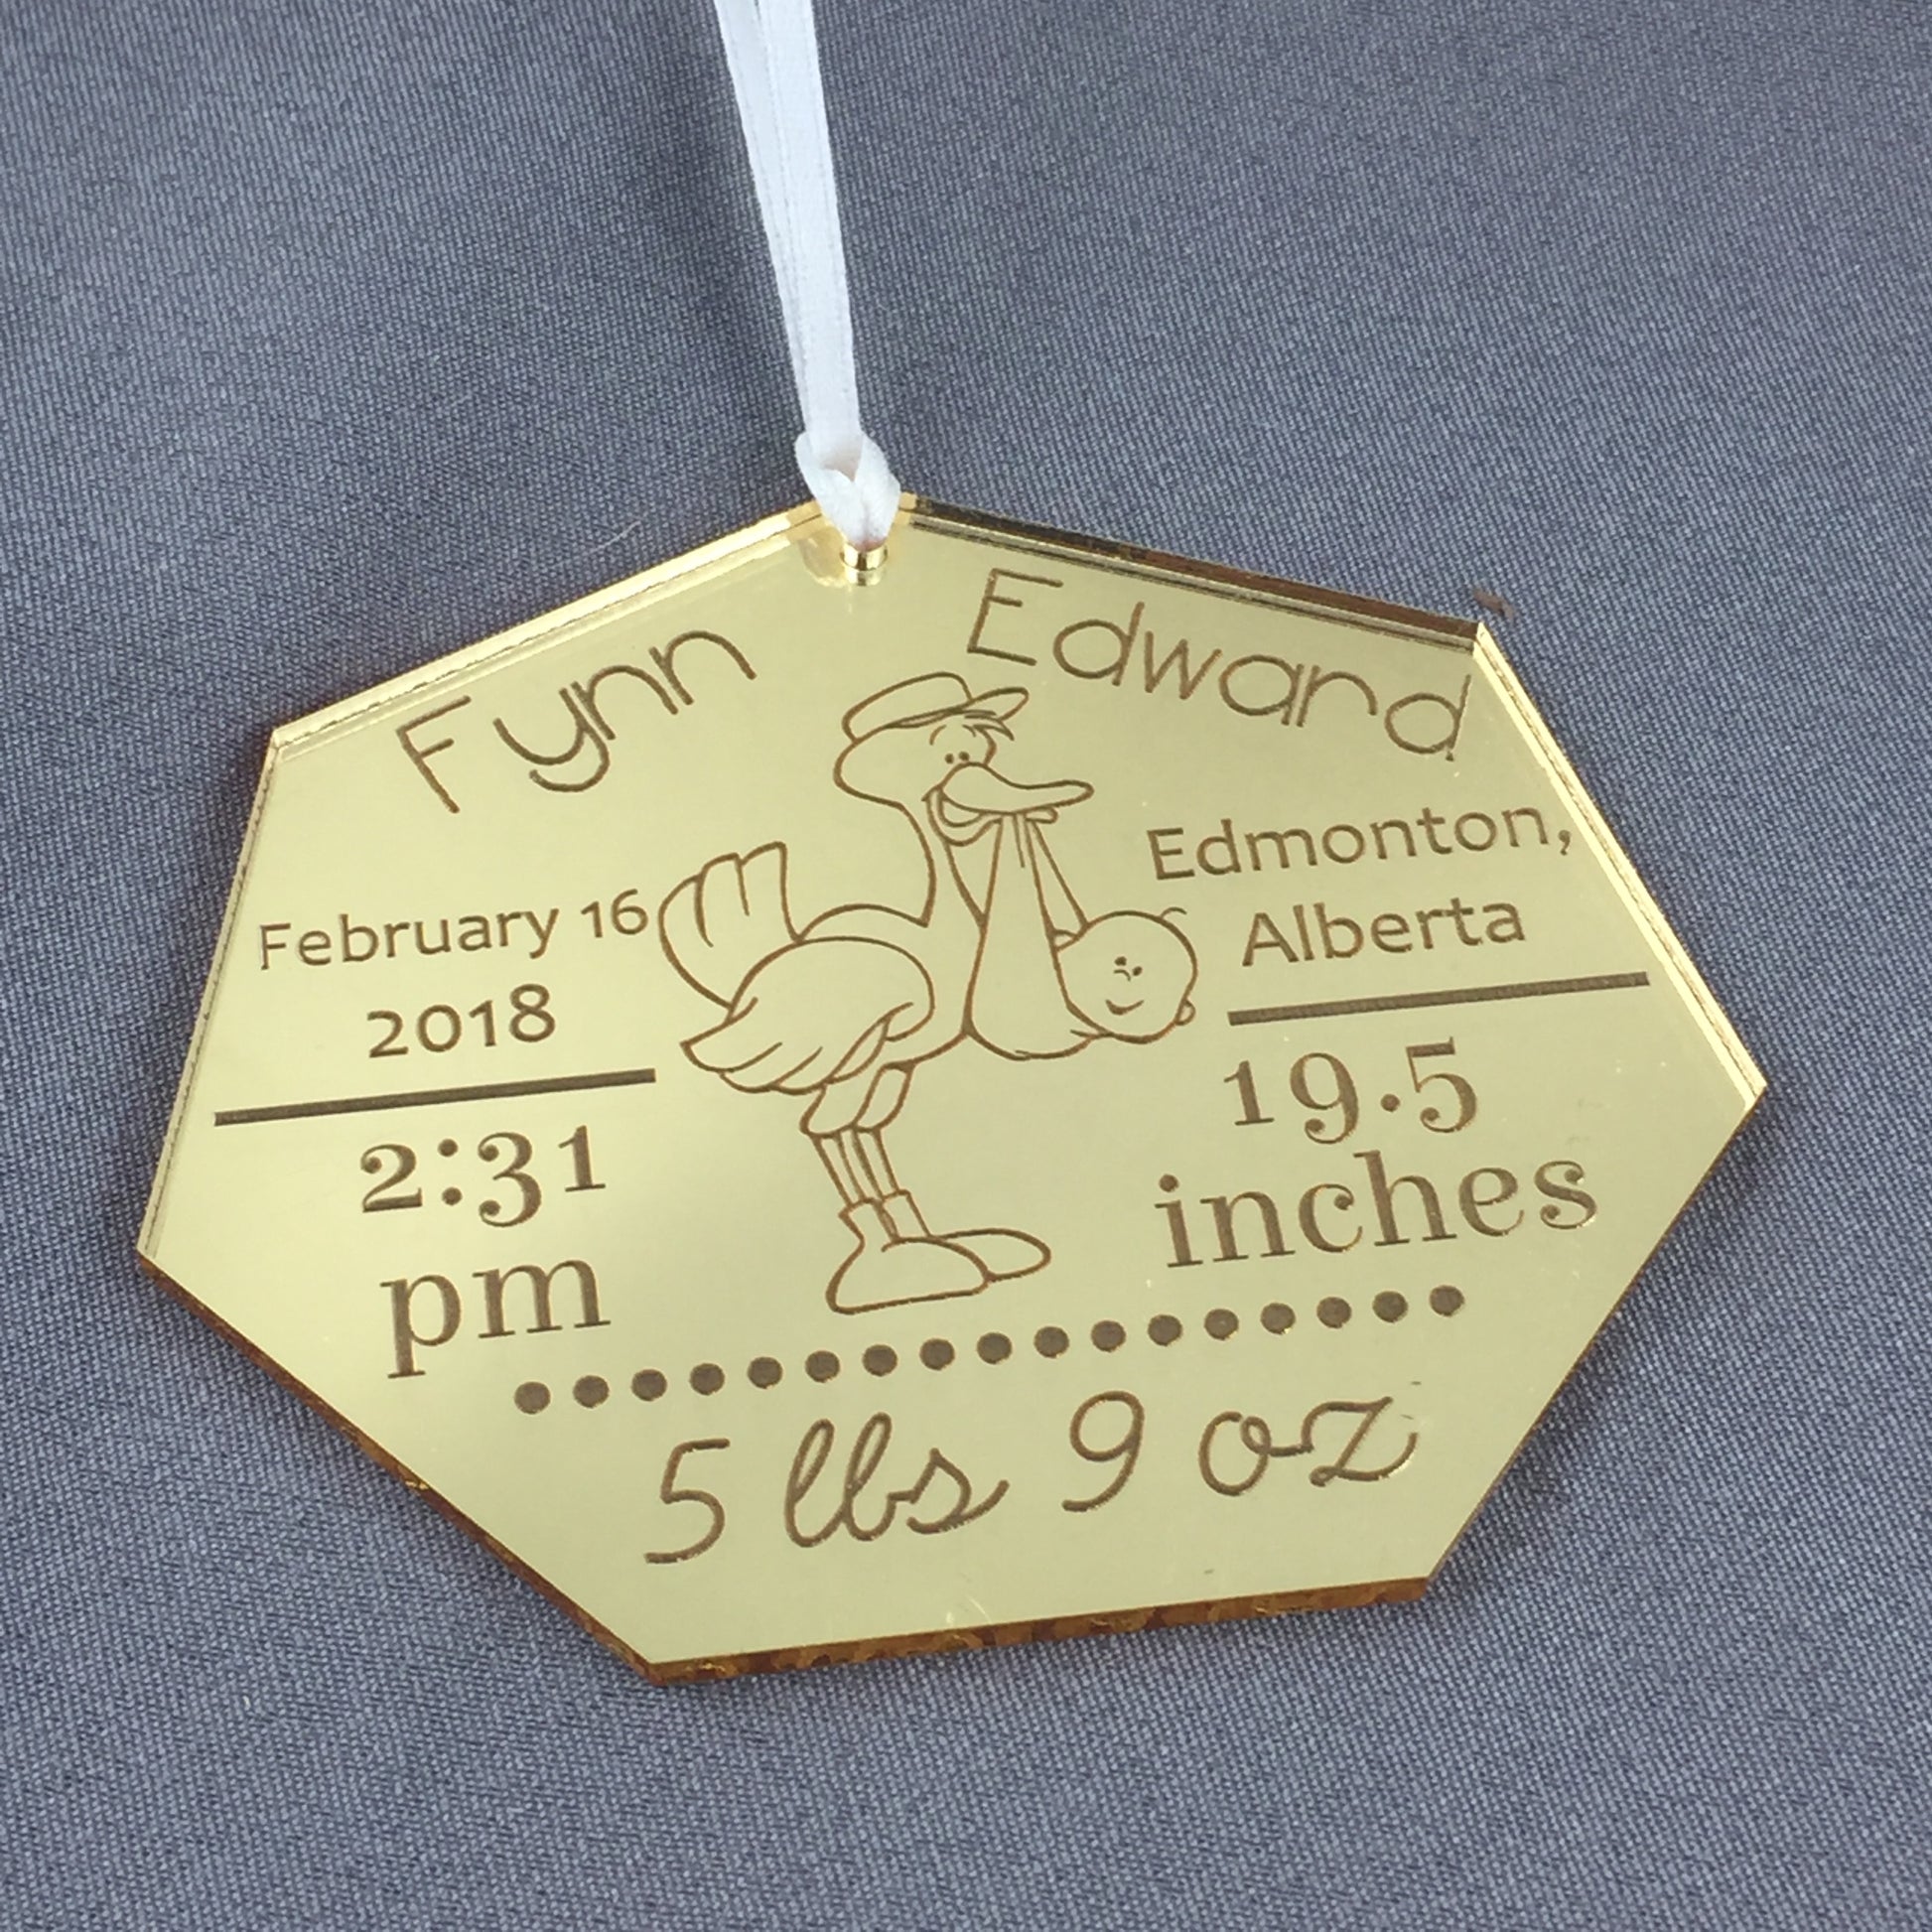 Fynn Edward
February 16
2018
2:31
pm
Edmonton,
Alberta
19.5
inches
5 lbs 9 oz